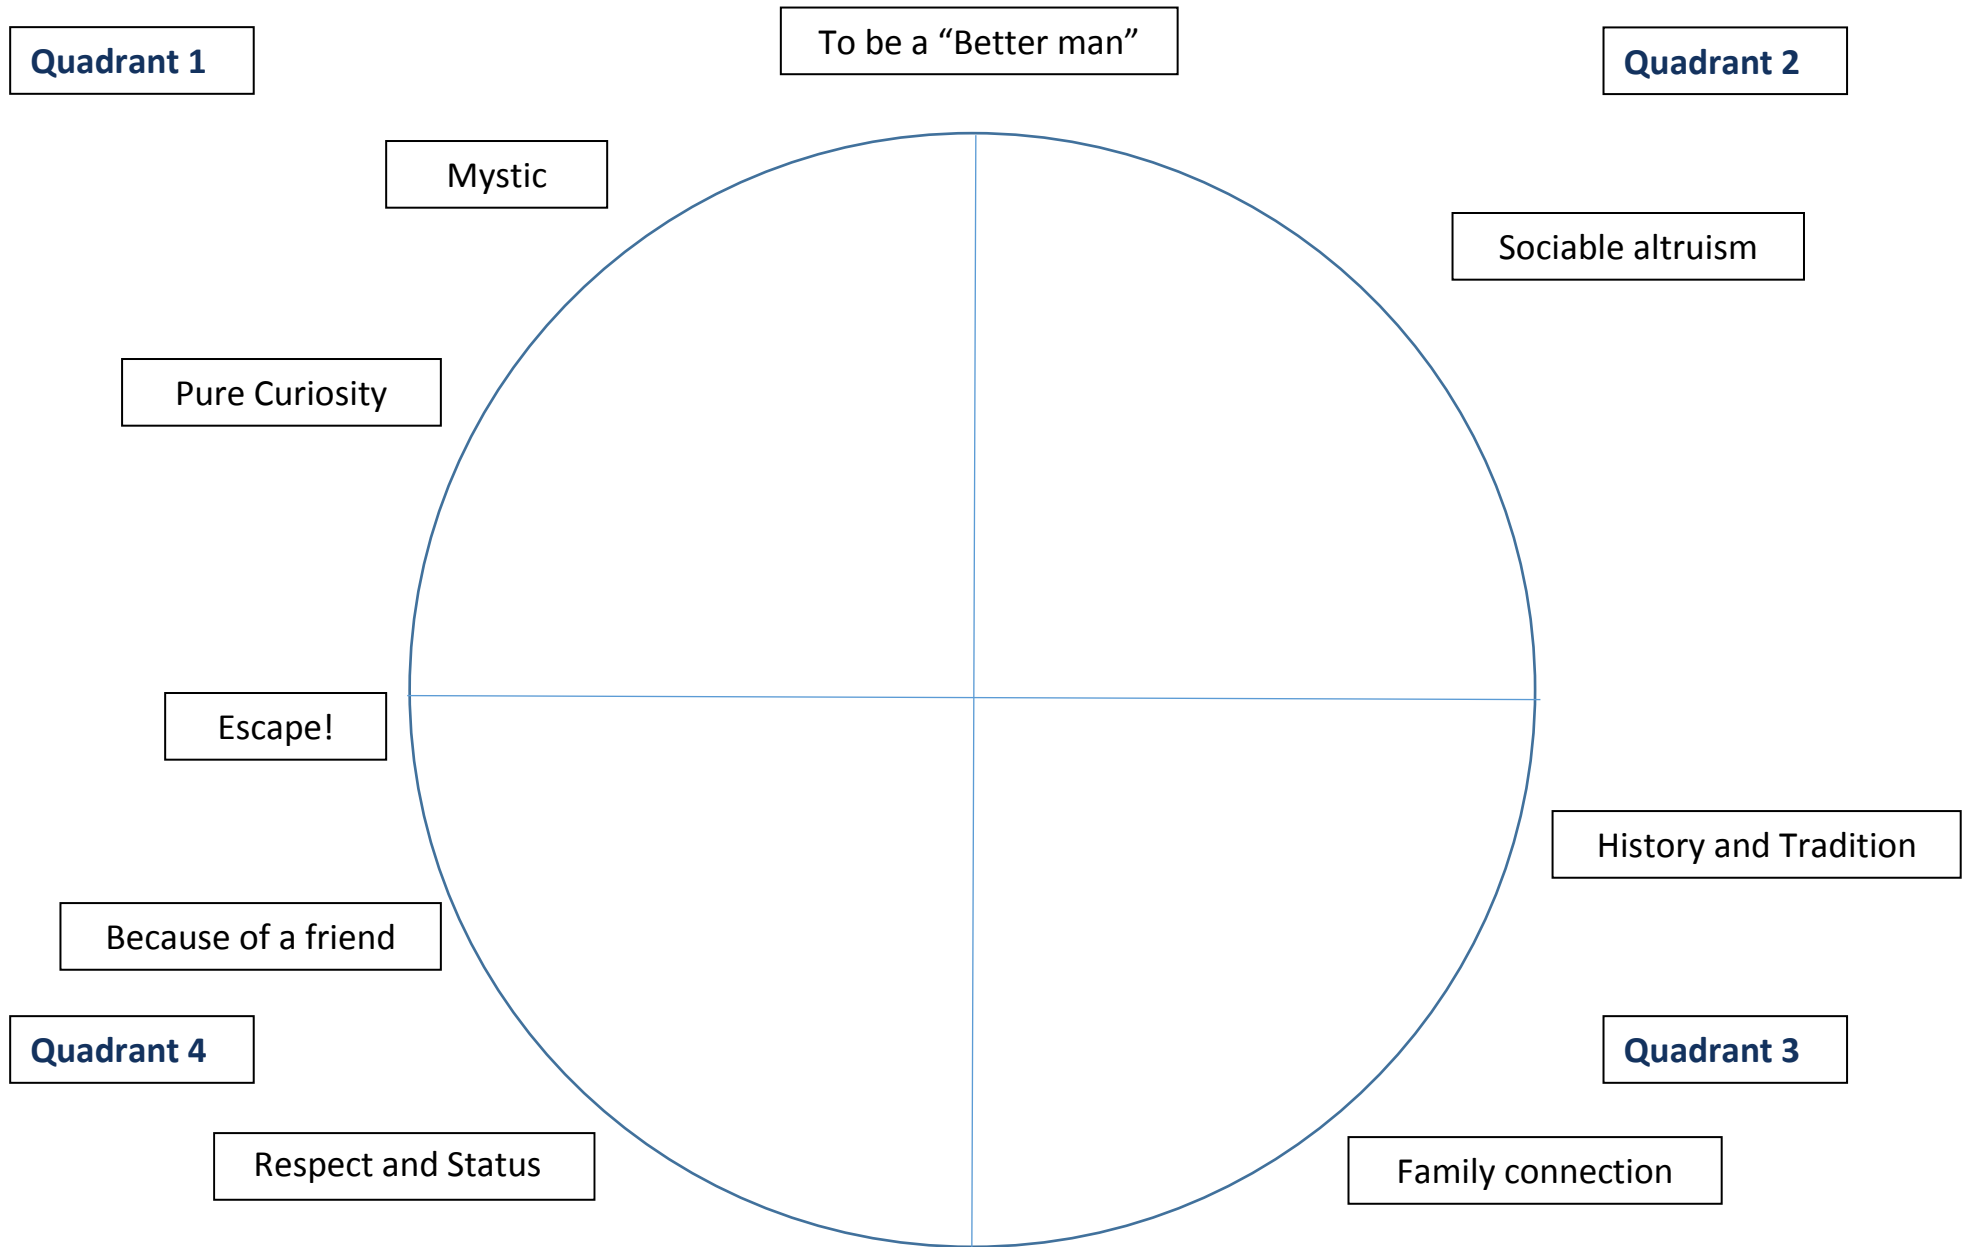 To be a “Better man”
Quadrant 1
Quadrant 2
Mystic
Sociable altruism
Pure Curiosity
Escape!
History and Tradition
Because of a friend
Quadrant 4
Quadrant 3
Respect and Status
Family connection